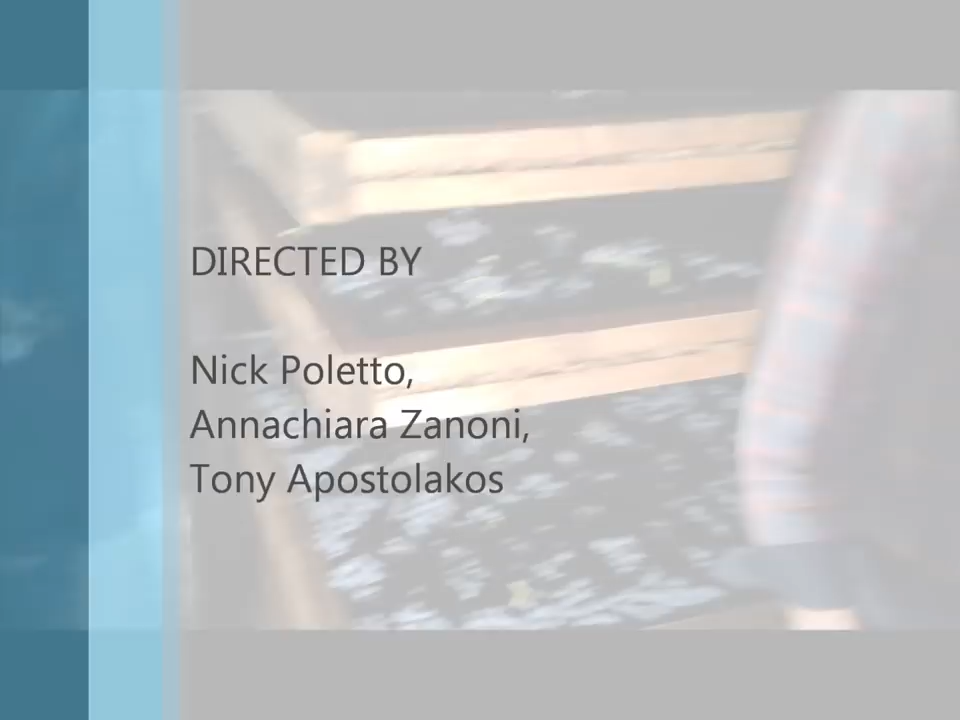 DIRECTED BY
Nick Poletto,
Annachiara Zanoni,
Tony Apostolakos